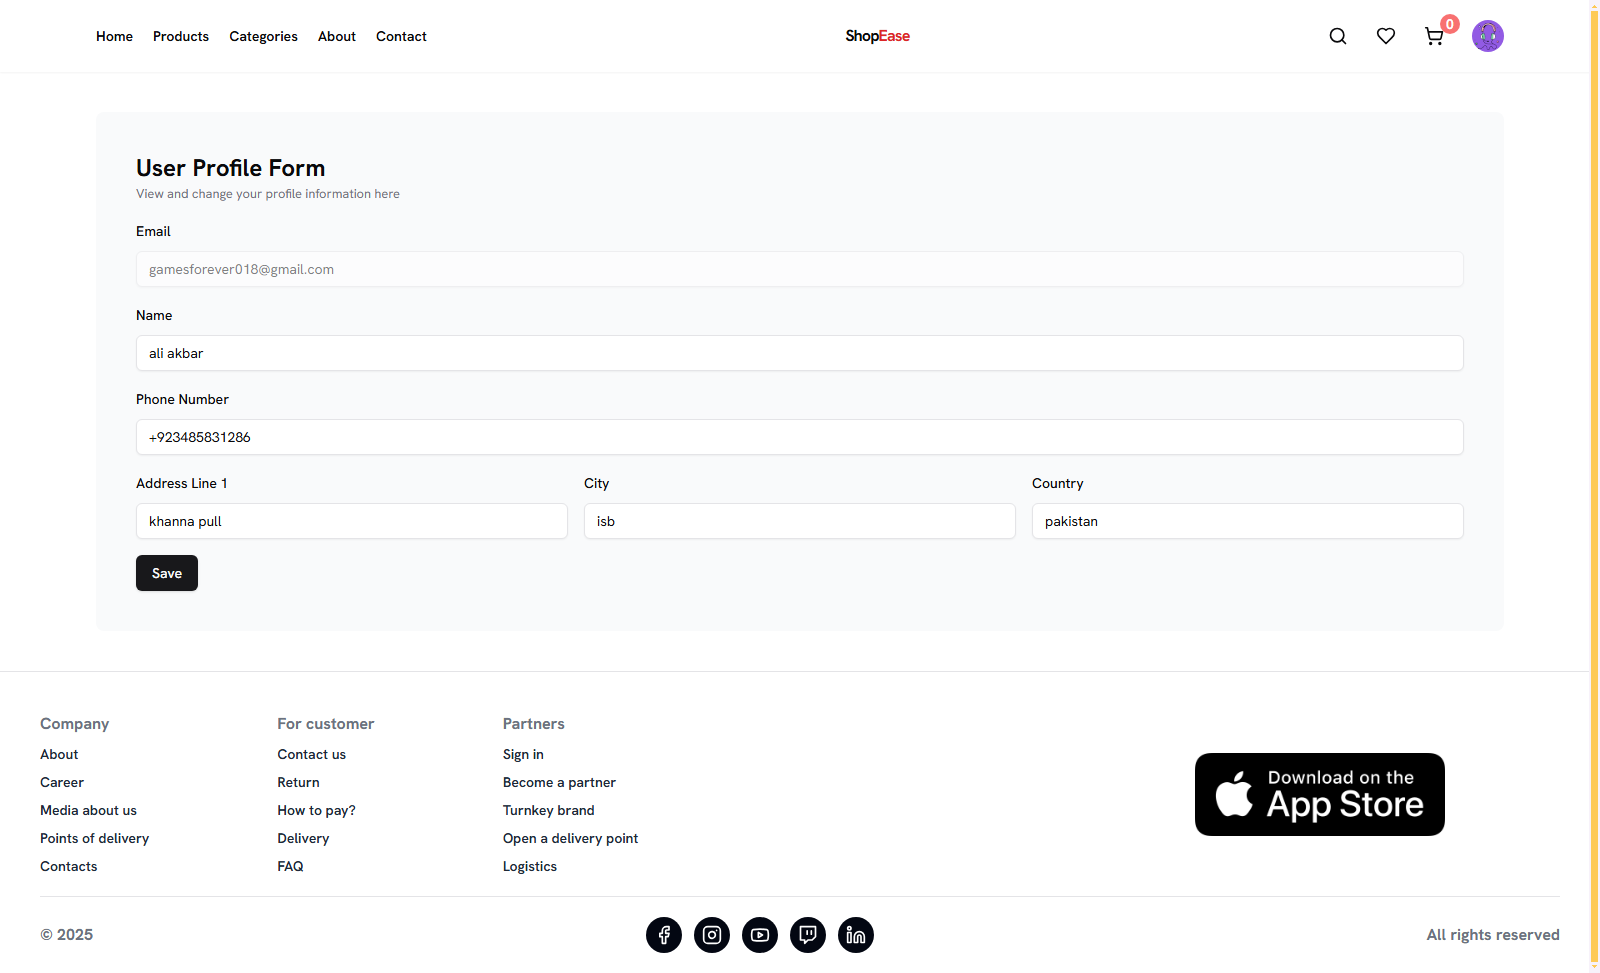 Home Products Categories About Contact
ShopEase
0
User Profile Form
View and change your profile information here
Email
gamesforever018@gmail.com
Name
ali akbar
Phone Number
+923485831286
Address Line 1 City Country
khanna pull isb pakistan
Save
Company For customer Partners
About Contact us Sign in
Career Return Become a partner
Media about us How to pay? Turnkey brand
Points of delivery Delivery Open a delivery point
Contacts FAQ Logistics
Download on the
App Store
© 2025
All rights reserved